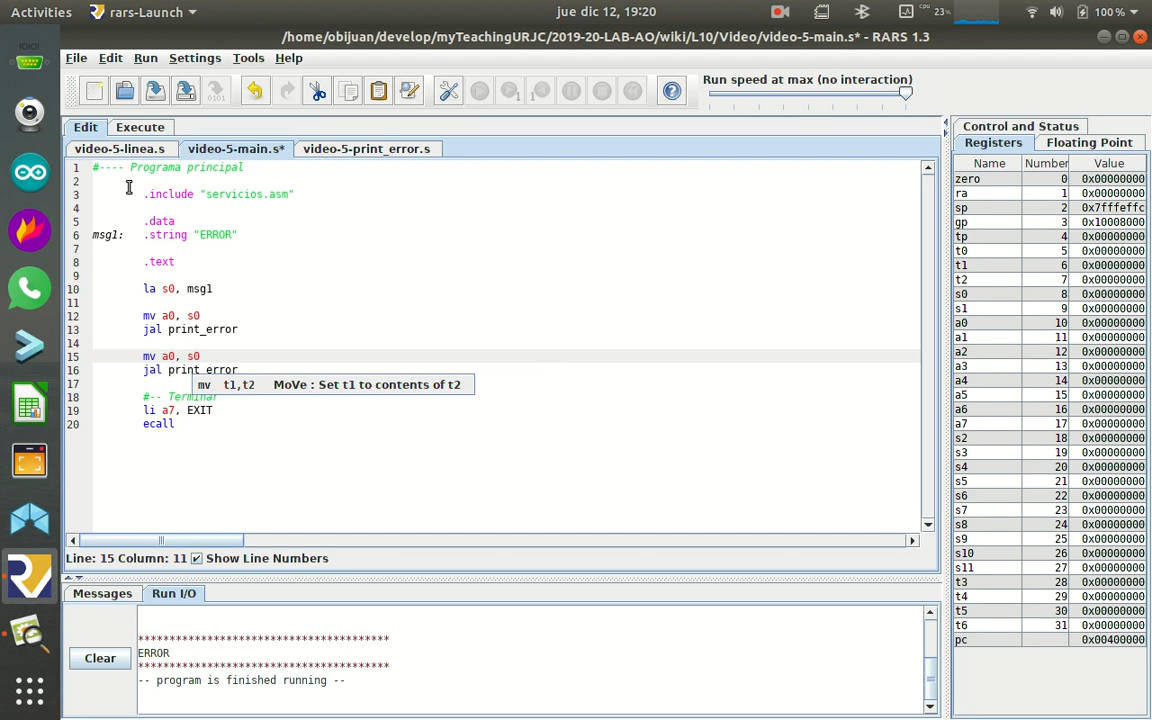 Activities rars-Launch jue dic 12, 19:20 cpu 23% 100%
/home/obijuan/develop/myTeachingURJC/2019-20-LAB-AO/wiki/L10/Video/video-5-main.s* - RARS 1.3
File Edit Run Settings Tools Help
Run speed at max (no interaction)
Edit Execute
video-5-linea.s video-5-main.s* video-5-print_error.s
1 #---- Programa principal
2
3 .include "servicios.asm"
4
5 .data
6 msg1: .string "ERROR"
7
8 .text
9
10 la s0, msg1
11
12 mv a0, s0
13 jal print_error
14
15 mv a0, s0
16 jal print_error
mv t1,t2 MoVe : Set t1 to contents of t2
17
18 #-- Terminar
19 li a7, EXIT
20 ecall
Line: 15 Column: 11 Show Line Numbers
Messages Run I/O
Clear
****************************************
ERROR
****************************************
-- program is finished running --
Control and Status
Registers Floating Point
Name Number Value
zero 0 0x00000000
ra 1 0x00000000
sp 2 0x7fffeffc
gp 3 0x10008000
tp 4 0x00000000
t0 5 0x00000000
t1 6 0x00000000
t2 7 0x00000000
s0 8 0x00000000
s1 9 0x00000000
a0 10 0x00000000
a1 11 0x00000000
a2 12 0x00000000
a3 13 0x00000000
a4 14 0x00000000
a5 15 0x00000000
a6 16 0x00000000
a7 17 0x00000000
s2 18 0x00000000
s3 19 0x00000000
s4 20 0x00000000
s5 21 0x00000000
s6 22 0x00000000
s7 23 0x00000000
s8 24 0x00000000
s9 25 0x00000000
s10 26 0x00000000
s11 27 0x00000000
t3 28 0x00000000
t4 29 0x00000000
t5 30 0x00000000
t6 31 0x00000000
pc 0x00400000